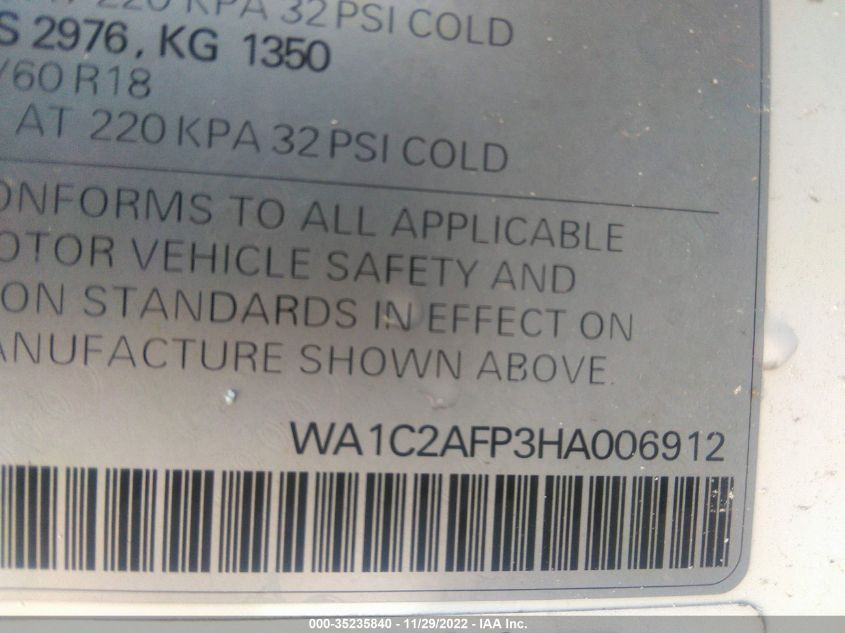 220 KPA 32 PSI COLD
S 2976, KG 1350
/60 R18
AT 220 KPA 32 PSI COLD
ONFORMS TO ALL APPLICABLE
OTOR VEHICLE SAFETY AND
ON STANDARDS IN EFFECT ON
ANUFACTURE SHOWN ABOVE.
WA1C2AFP3HA006912
000-35235840 - 11/29/2022 - IAA Inc.